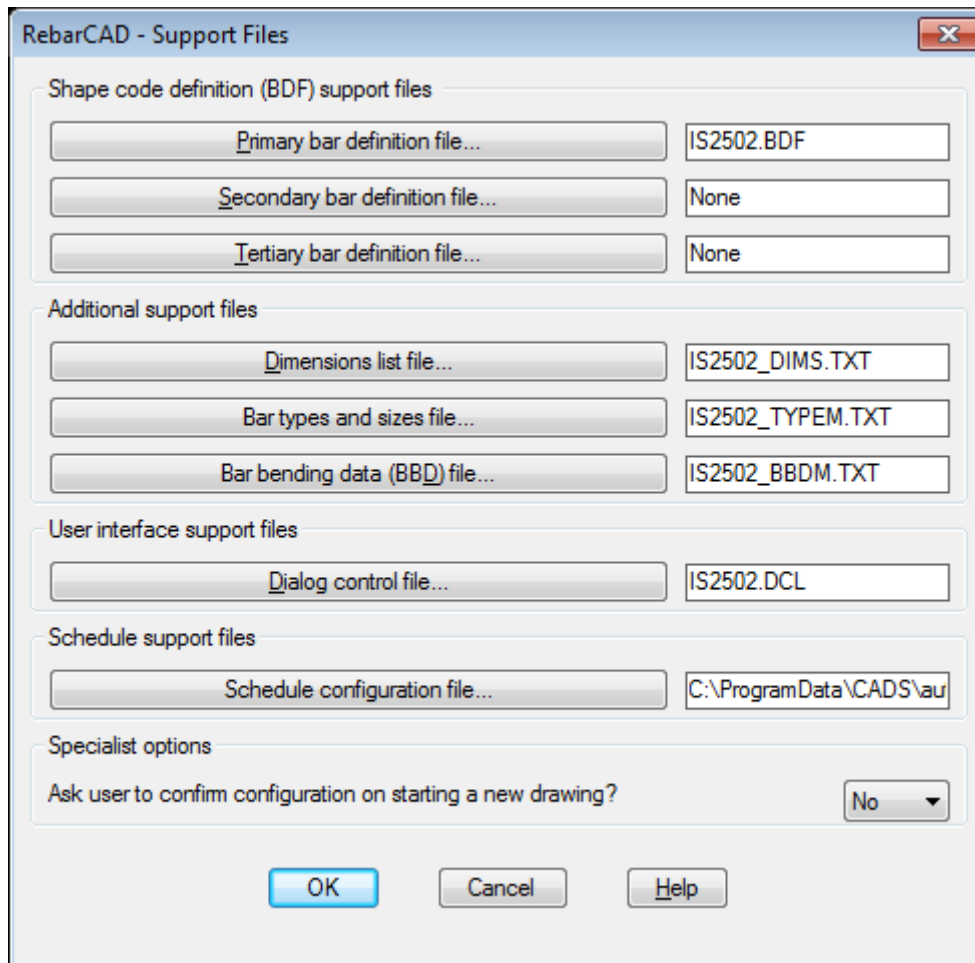 RebarCAD - Support Files
Shape code definition (BDF) support files
Primary bar definition file...
IS2502.BDF
Secondary bar definition file...
None
Tertiary bar definition file...
None
Additional support files
Dimensions list file...
IS2502_DIMS.TXT
Bar types and sizes file...
IS2502_TYPEM.TXT
Bar bending data (BBD) file...
IS2502_BBDM.TXT
User interface support files
Dialog control file...
IS2502.DCL
Schedule support files
Schedule configuration file...
C:\ProgramData\CADS\au
Specialist options
Ask user to confirm configuration on starting a new drawing?
No
OK
Cancel
Help